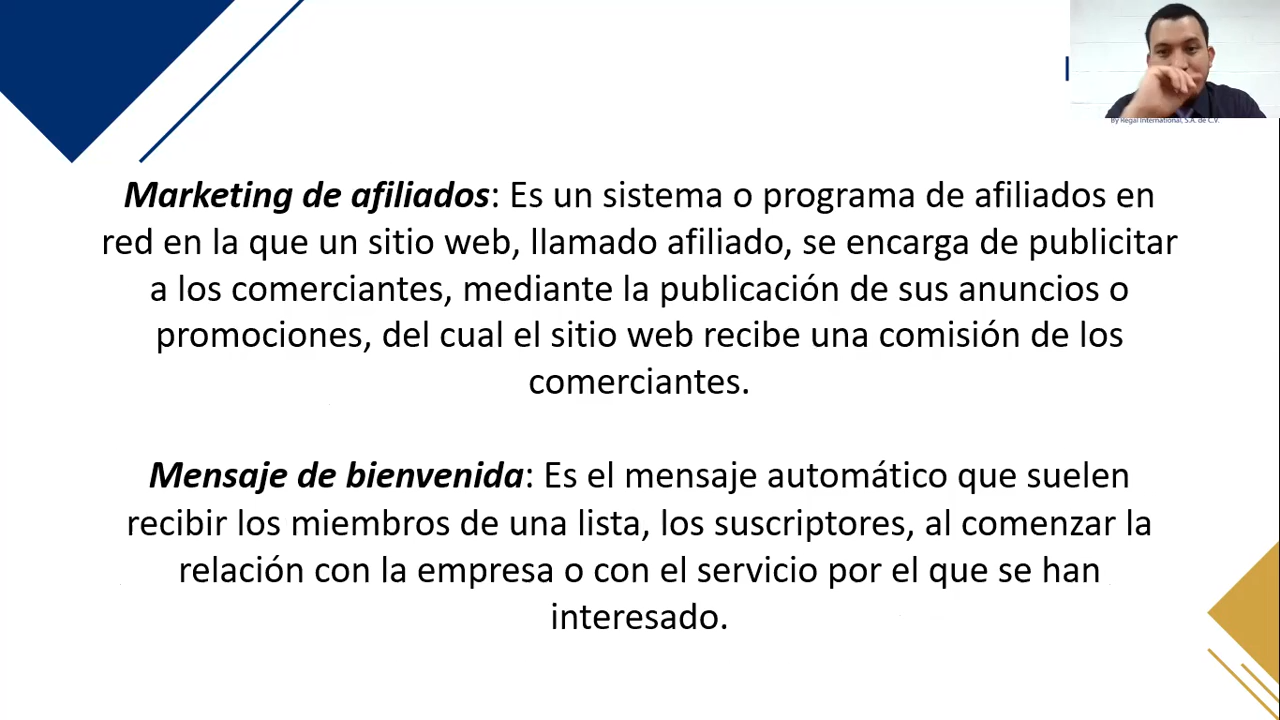 By Regal International, S.A. de C.V.
Marketing de afiliados: Es un sistema o programa de afiliados en
red en la que un sitio web, llamado afiliado, se encarga de publicitar
a los comerciantes, mediante la publicación de sus anuncios o
promociones, del cual el sitio web recibe una comisión de los
comerciantes.
Mensaje de bienvenida: Es el mensaje automático que suelen
recibir los miembros de una lista, los suscriptores, al comenzar la
relación con la empresa o con el servicio por el que se han
interesado.